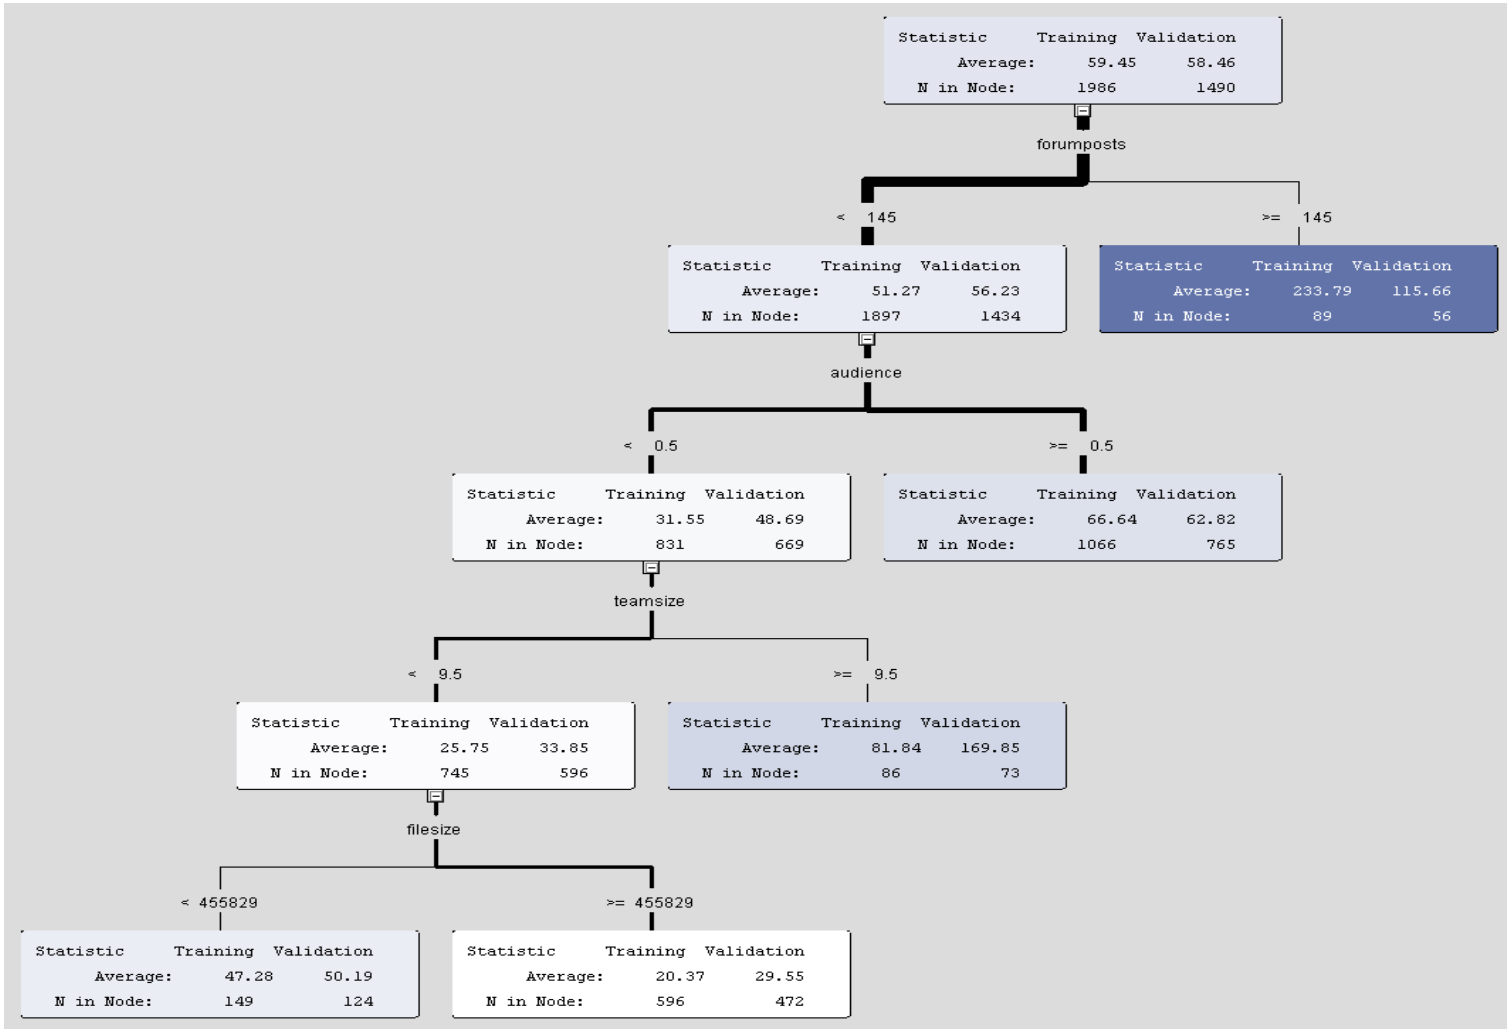 Statistic Training Validation
Average: 59.45 58.46
N in Node: 1986 1490
forumposts
< 145
>= 145
Statistic Training Validation
Average: 51.27 56.23
N in Node: 1897 1434
Statistic Training Validation
Average: 233.79 115.66
N in Node: 89 56
audience
< 0.5
>= 0.5
Statistic Training Validation
Average: 31.55 48.69
N in Node: 831 669
Statistic Training Validation
Average: 66.64 62.82
N in Node: 1066 765
teamsize
< 9.5
>= 9.5
Statistic Training Validation
Average: 25.75 33.85
N in Node: 745 596
Statistic Training Validation
Average: 81.84 169.85
N in Node: 86 73
filesize
< 455829
>= 455829
Statistic Training Validation
Average: 47.28 50.19
N in Node: 149 124
Statistic Training Validation
Average: 20.37 29.55
N in Node: 596 472